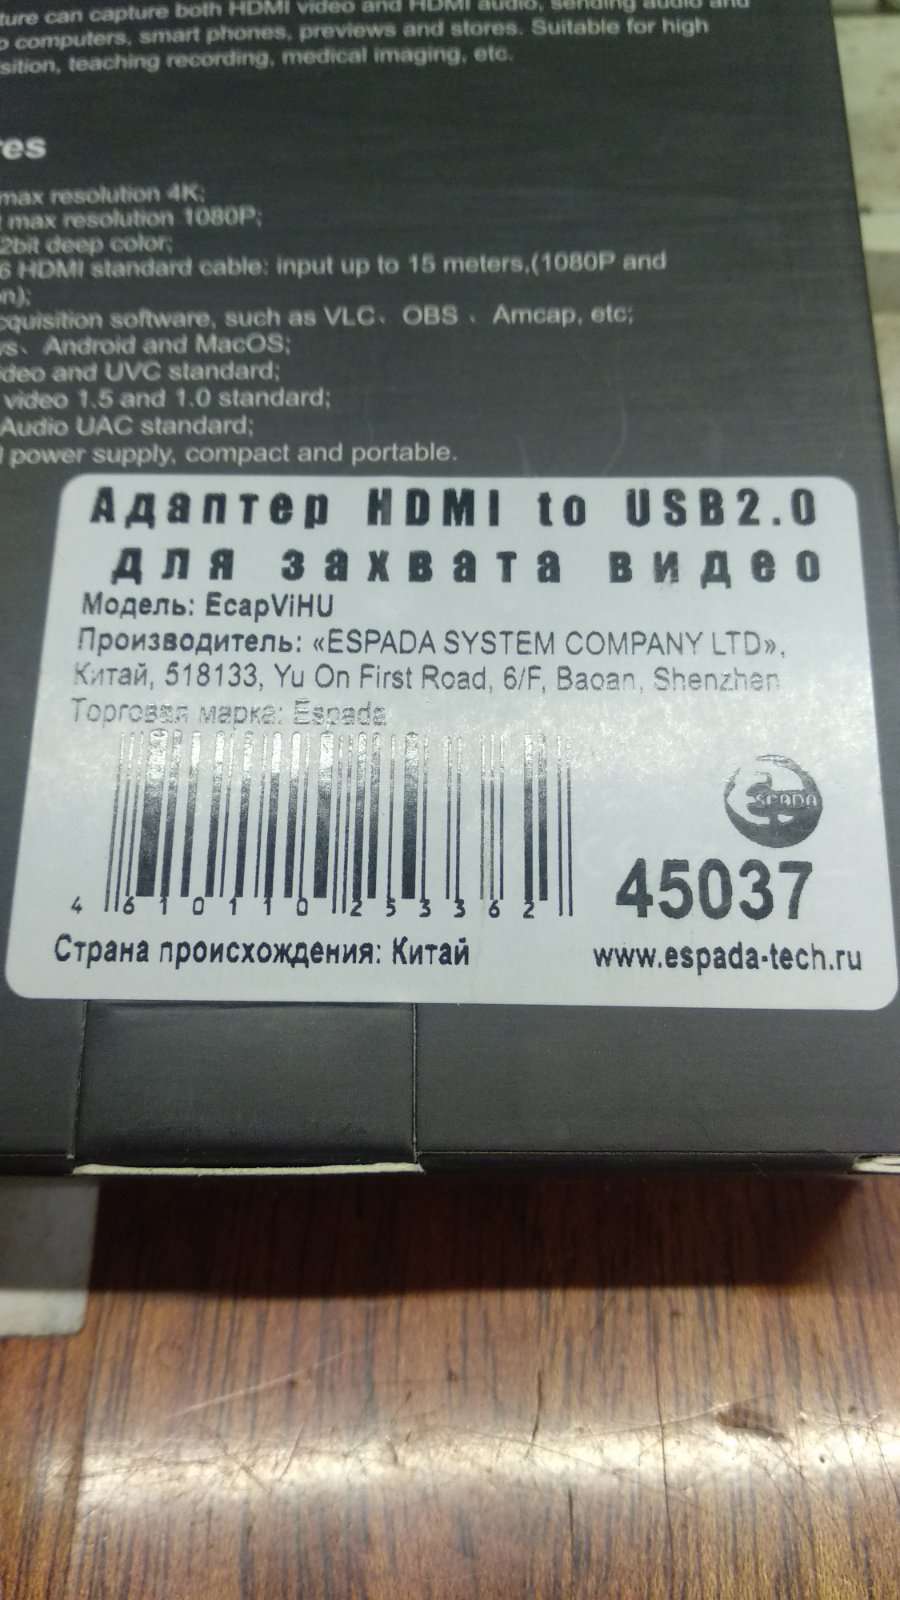 ture can capture both HDMI video and HDMI audio, sending audio and
o computers, smart phones, previews and stores. Suitable for high
sition, teaching recording, medical imaging, etc.
es
max resolution 4K;
t max resolution 1080P;
2bit deep color;
6 HDMI standard cable: input up to 15 meters,(1080P and
n);
cquisition software, such as VLC、OBS 、Amcap, etc;
s、Android and MacOS;
deo and UVC standard;
video 1.5 and 1.0 standard;
Audio UAC standard;
l power supply, compact and portable.
Адаптер HDMI to USB2.0
для захвата видео
Модель: EcapViHU
Производитель: «ESPADA SYSTEM COMPANY LTD»,
Китай, 518133, Yu On First Road, 6/F, Baoan, Shenzhen
Торговая марка: Espada
ESPADA
4 610110 253362
45037
Страна происхождения: Китай
www.espada-tech.ru